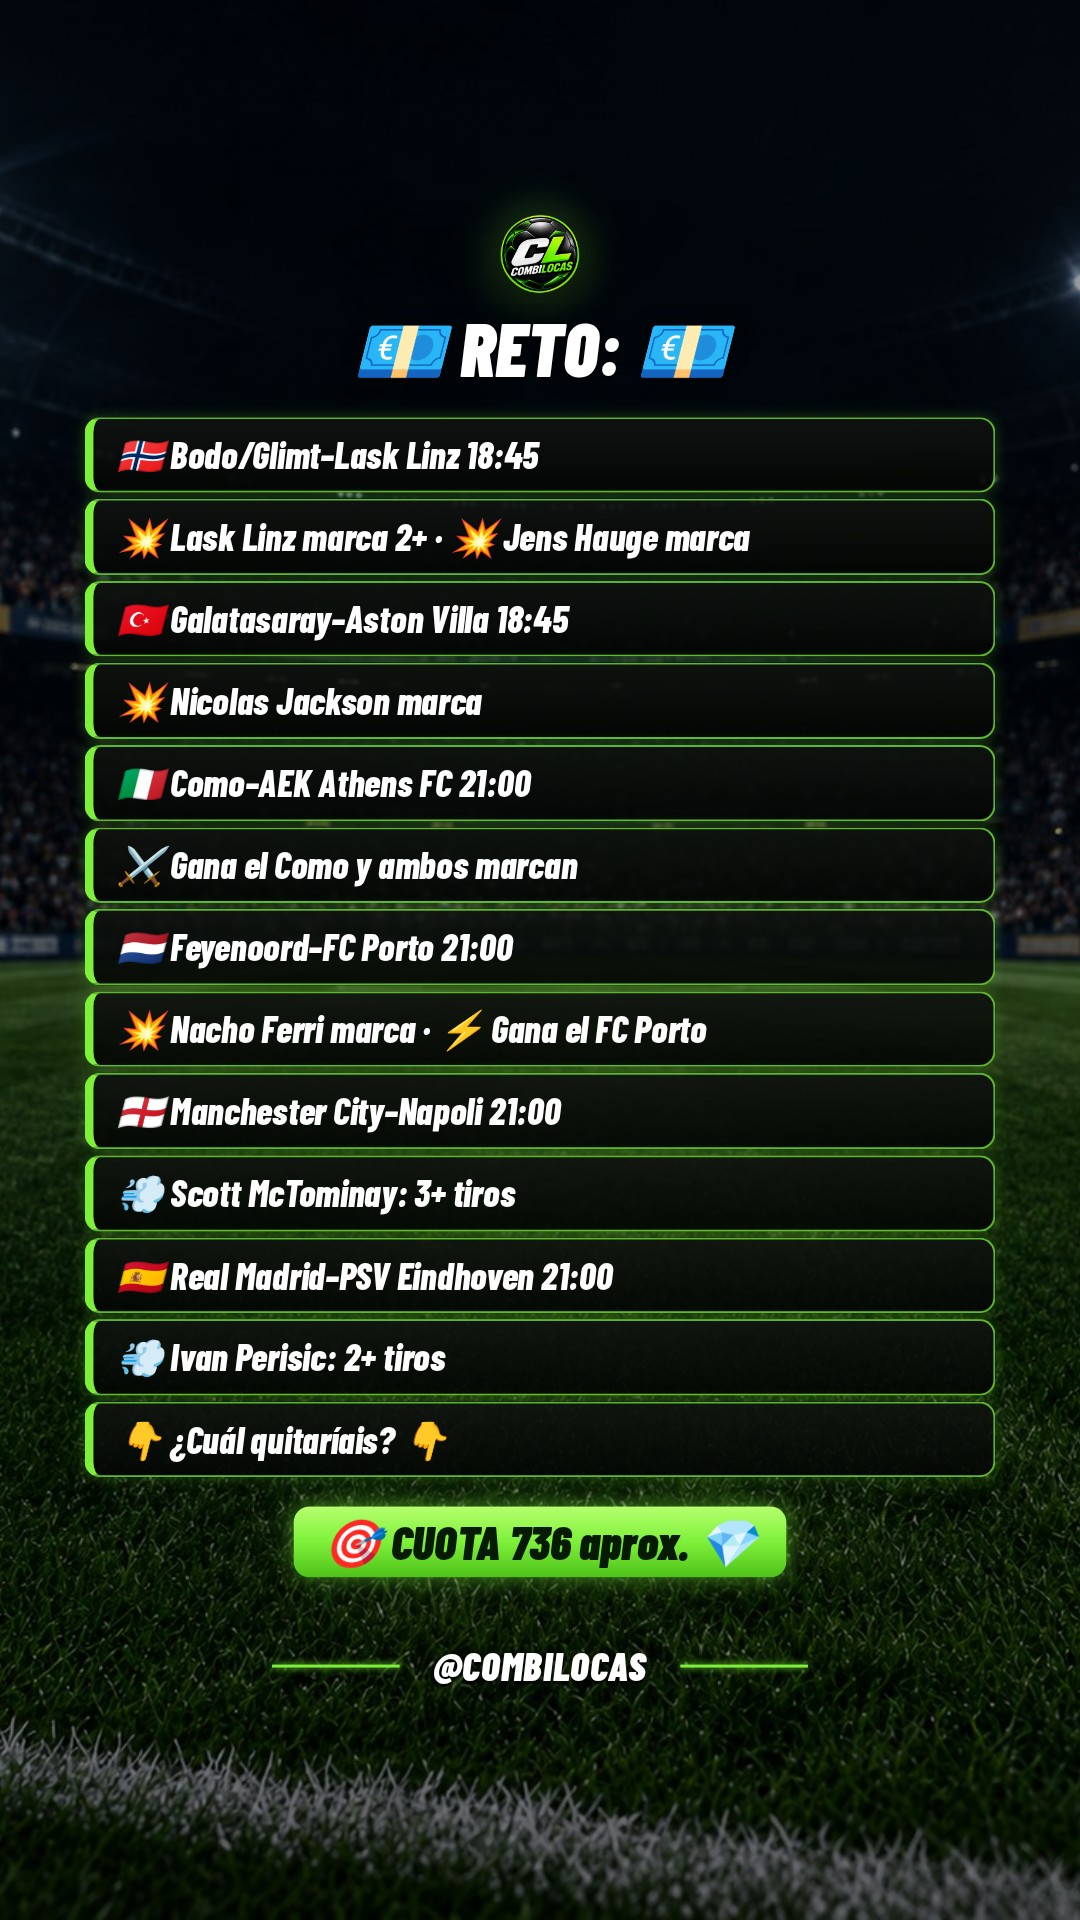 CL
COMBILOCAS
💶 RETO: 💶
🇳🇴 Bodo/Glimt-Lask Linz 18:45
💥 Lask Linz marca 2+ · 💥 Jens Hauge marca
🇹🇷 Galatasaray-Aston Villa 18:45
💥 Nicolas Jackson marca
🇮🇹 Como-AEK Athens FC 21:00
⚔️ Gana el Como y ambos marcan
🇳🇱 Feyenoord-FC Porto 21:00
💥 Nacho Ferri marca · ⚡ Gana el FC Porto
🏴󠁧󠁢󠁥󠁮󠁧󠁿 Manchester City-Napoli 21:00
💨 Scott McTominay: 3+ tiros
🇪🇸 Real Madrid-PSV Eindhoven 21:00
💨 Ivan Perisic: 2+ tiros
👇 ¿Cuál quitaríais? 👇
🎯 CUOTA 736 aprox. 💎
@COMBILOCAS